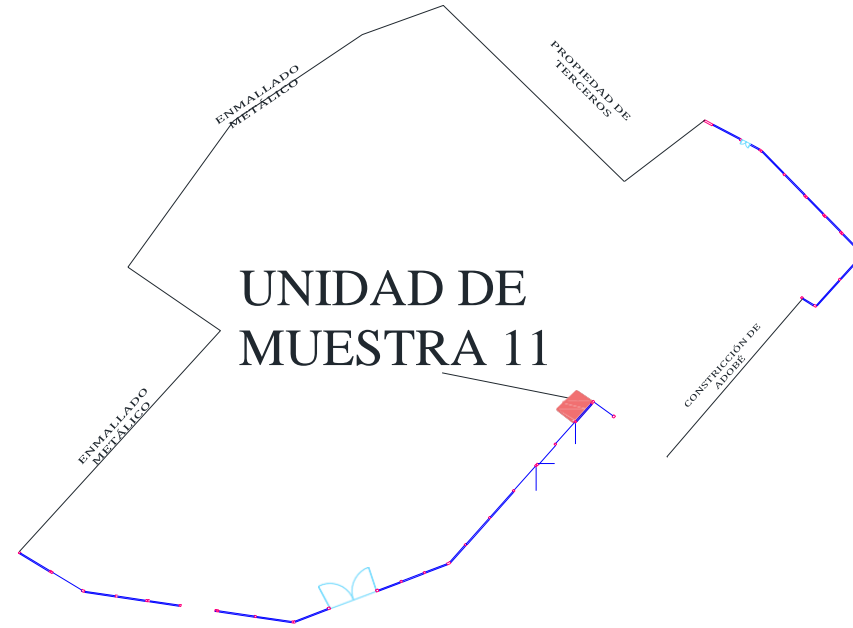 PROPIEDAD DE
TERCEROS
ENMALLADO
METÁLICO
UNIDAD DE
MUESTRA 11
CONSTRICCIÓN DE
ADOBE
ENMALLADO
METÁLICO